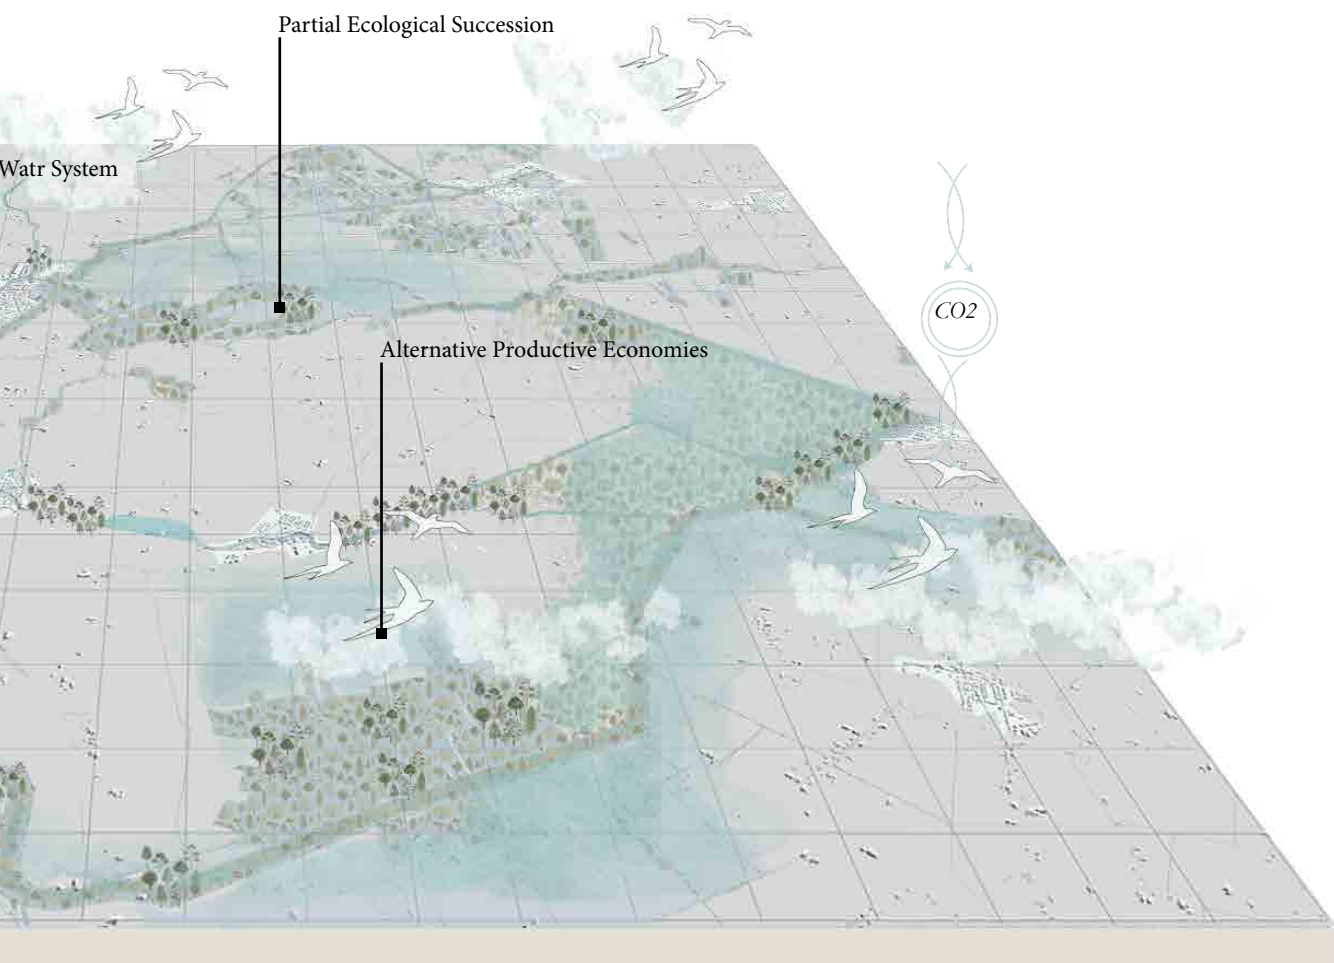 Partial Ecological Succession
Watr System
CO2
Alternative Productive Economies